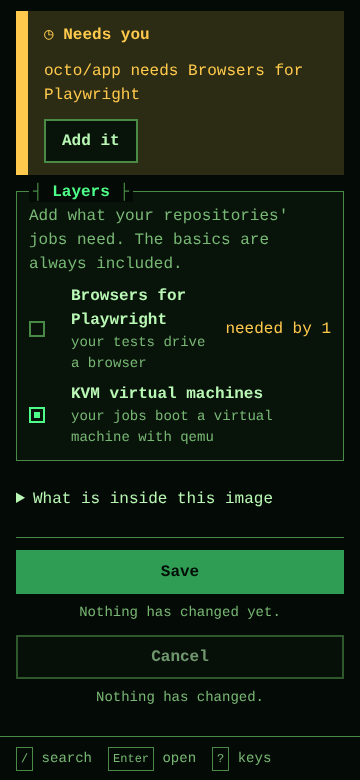 ◷ Needs you
octo/app needs Browsers for
Playwright
Add it
Layers
Add what your repositories'
jobs need. The basics are
always included.
Browsers for
Playwright
your tests drive
a browser
needed by 1
KVM virtual machines
your jobs boot a virtual
machine with qemu
▶ What is inside this image
Save
Nothing has changed yet.
Cancel
Nothing has changed.
/ search Enter open ? keys